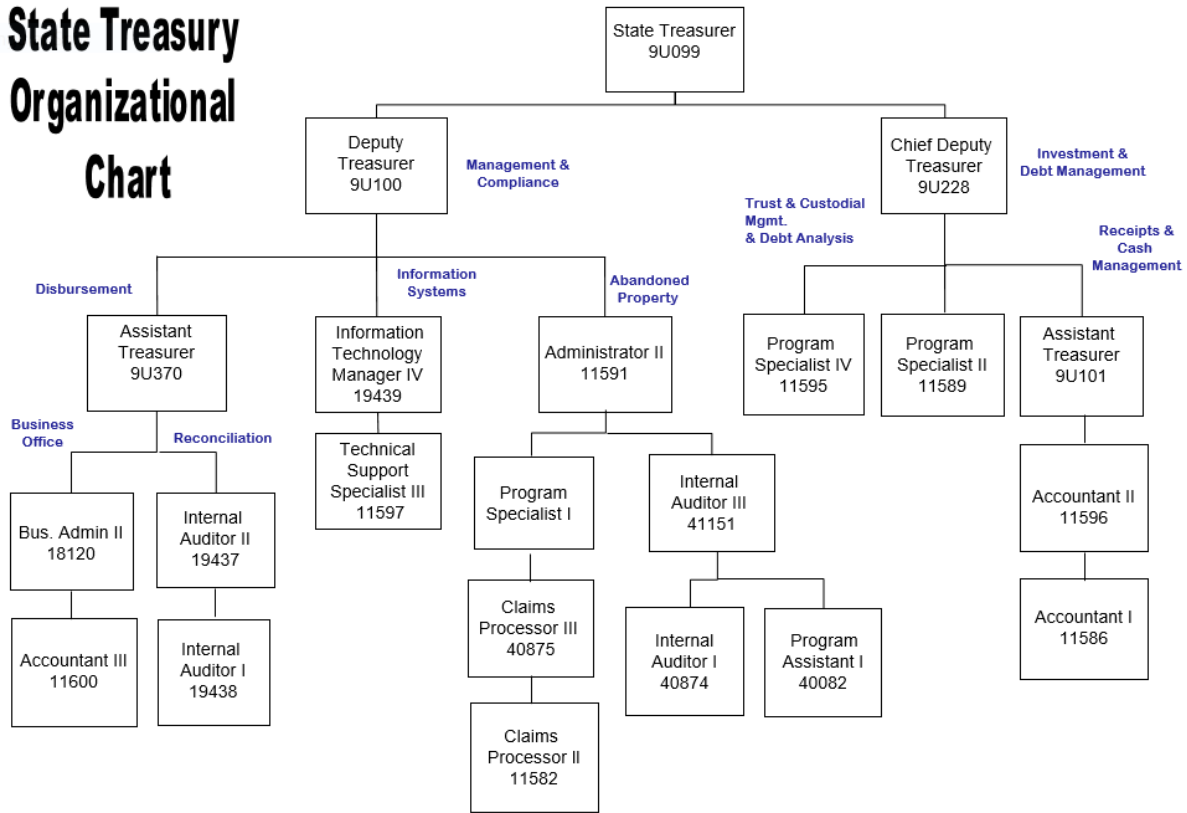 State Treasury
Organizational
Chart
State Treasurer
9U099
Deputy
Treasurer
9U100
Management &
Compliance
Chief Deputy
Treasurer
9U228
Investment &
Debt Management
Trust & Custodial
Mgmt.
& Debt Analysis
Receipts &
Cash
Management
Disbursement
Information
Systems
Abandoned
Property
Assistant
Treasurer
9U370
Information
Technology
Manager IV
19439
Administrator II
11591
Program
Specialist IV
11595
Program
Specialist II
11589
Assistant
Treasurer
9U101
Business
Office
Reconciliation
Technical
Support
Specialist III
11597
Program
Specialist I
Internal
Auditor III
41151
Accountant II
11596
Bus. Admin II
18120
Internal
Auditor II
19437
Claims
Processor III
40875
Internal
Auditor I
40874
Program
Assistant I
40082
Accountant I
11586
Accountant III
11600
Internal
Auditor I
19438
Claims
Processor II
11582